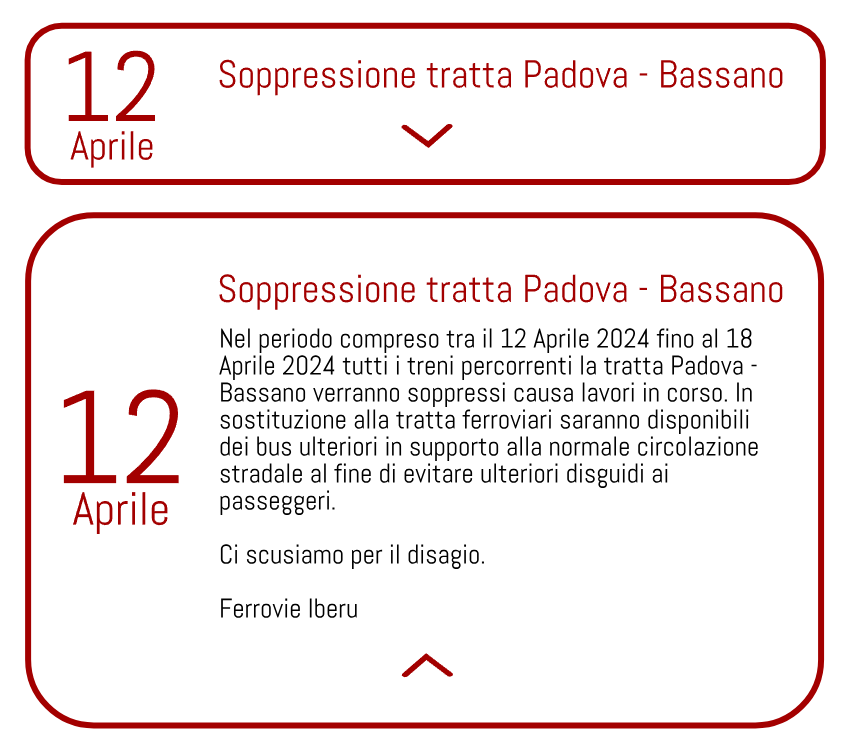 12
Aprile
Soppressione tratta Padova - Bassano
Soppressione tratta Padova - Bassano
12
Aprile
Nel periodo compreso tra il 12 Aprile 2024 fino al 18
Aprile 2024 tutti i treni percorrenti la tratta Padova -
Bassano verranno soppressi causa lavori in corso. In
sostituzione alla tratta ferroviari saranno disponibili
dei bus ulteriori in supporto alla normale circolazione
stradale al fine di evitare ulteriori disguidi ai
passeggeri.
Ci scusiamo per il disagio.
Ferrovie Iberu